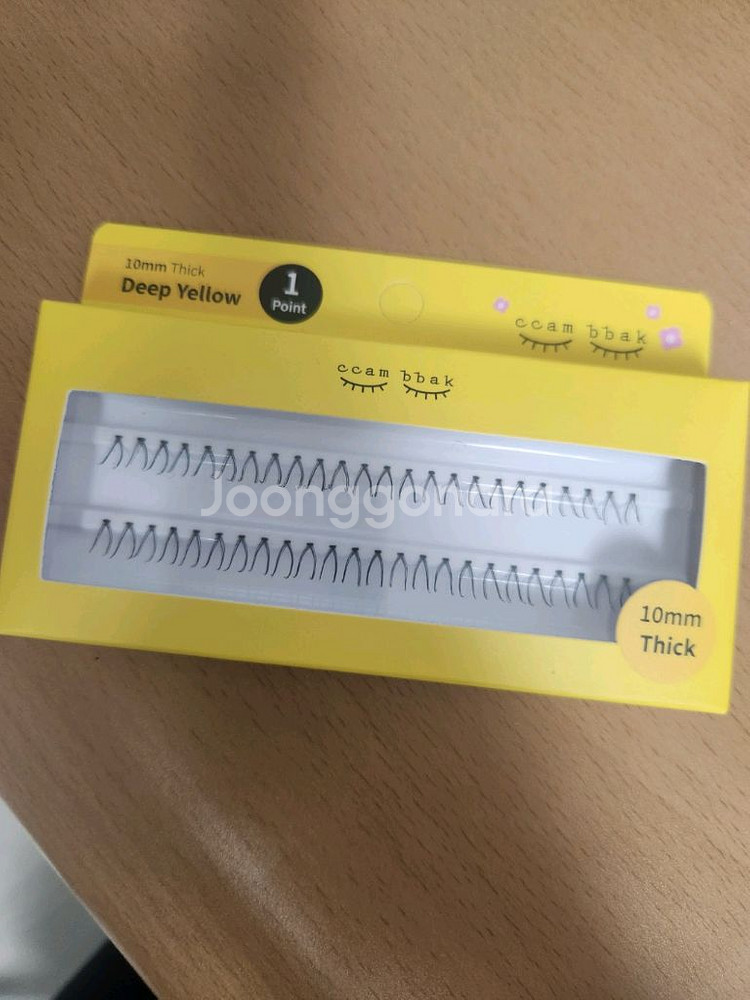 10mm Thick
Deep Yellow
1
Point
ccam bbak
ccam bbak
Joonggonara
10mm
Thick